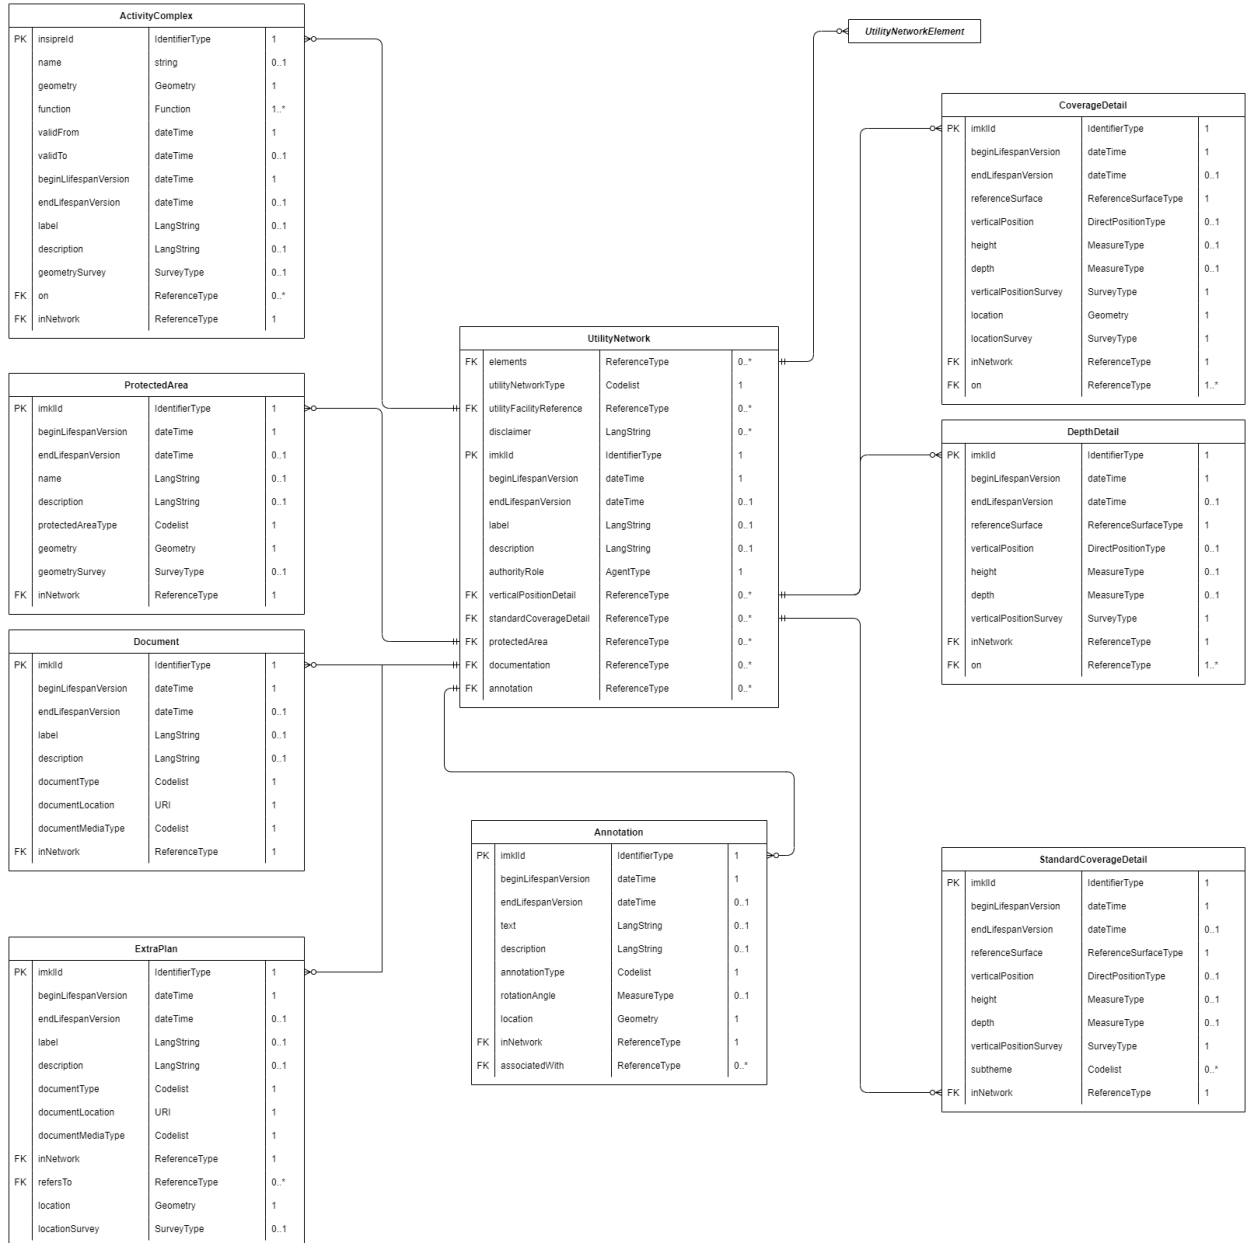 ActivityComplex
PK insipreId IdentifierType 1
name string 0..1
geometry Geometry 1
function Function 1..*
validFrom dateTime 1
validTo dateTime 0..1
beginLlifespanVersion dateTime 1
endLifespanVersion dateTime 0..1
label LangString 0..1
description LangString 0..1
geometrySurvey SurveyType 0..1
FK on ReferenceType 0..*
FK inNetwork ReferenceType 1
ProtectedArea
PK imklId IdentifierType 1
beginLifespanVersion dateTime 1
endLifespanVersion dateTime 0..1
name LangString 0..1
description LangString 0..1
protectedAreaType Codelist 1
geometry Geometry 1
geometrySurvey SurveyType 0..1
FK inNetwork ReferenceType 1
Document
PK imklId IdentifierType 1
beginLifespanVersion dateTime 1
endLifespanVersion dateTime 0..1
label LangString 0..1
description LangString 0..1
documentType Codelist 1
documentLocation URI 1
documentMediaType Codelist 1
FK inNetwork ReferenceType 1
ExtraPlan
PK imklId IdentifierType 1
beginLifespanVersion dateTime 1
endLifespanVersion dateTime 0..1
label LangString 0..1
description LangString 0..1
documentType Codelist 1
documentLocation URI 1
documentMediaType Codelist 1
FK inNetwork ReferenceType 1
FK refersTo ReferenceType 0..*
location Geometry 1
locationSurvey SurveyType 0..1
UtilityNetwork
FK elements ReferenceType 0..*
utilityNetworkType Codelist 1
FK utilityFacilityReference ReferenceType 0..*
disclaimer LangString 0..*
PK imklId IdentifierType 1
beginLifespanVersion dateTime 1
endLifespanVersion dateTime 0..1
label LangString 0..1
description LangString 0..1
authorityRole AgentType 1
FK verticalPositionDetail ReferenceType 0..*
FK standardCoverageDetail ReferenceType 0..*
FK protectedArea ReferenceType 0..*
FK documentation ReferenceType 0..*
FK annotation ReferenceType 0..*
Annotation
PK imklId IdentifierType 1
beginLifespanVersion dateTime 1
endLifespanVersion dateTime 0..1
text LangString 0..1
description LangString 0..1
annotationType Codelist 1
rotationAngle MeasureType 0..1
location Geometry 1
FK inNetwork ReferenceType 1
FK associatedWith ReferenceType 0..*
UtilityNetworkElement
CoverageDetail
PK imklId IdentifierType 1
beginLifespanVersion dateTime 1
endLifespanVersion dateTime 0..1
referenceSurface ReferenceSurfaceType 1
verticalPosition DirectPositionType 0..1
height MeasureType 0..1
depth MeasureType 0..1
verticalPositionSurvey SurveyType 1
location Geometry 1
locationSurvey SurveyType 1
FK inNetwork ReferenceType 1
FK on ReferenceType 1..*
DepthDetail
PK imklId IdentifierType 1
beginLifespanVersion dateTime 1
endLifespanVersion dateTime 0..1
referenceSurface ReferenceSurfaceType 1
verticalPosition DirectPositionType 0..1
height MeasureType 0..1
depth MeasureType 0..1
verticalPositionSurvey SurveyType 1
FK inNetwork ReferenceType 1
FK on ReferenceType 1..*
StandardCoverageDetail
PK imklId IdentifierType 1
beginLifespanVersion dateTime 1
endLifespanVersion dateTime 0..1
referenceSurface ReferenceSurfaceType 1
verticalPosition DirectPositionType 0..1
height MeasureType 0..1
depth MeasureType 0..1
verticalPositionSurvey SurveyType 1
subtheme Codelist 0..*
FK inNetwork ReferenceType 1